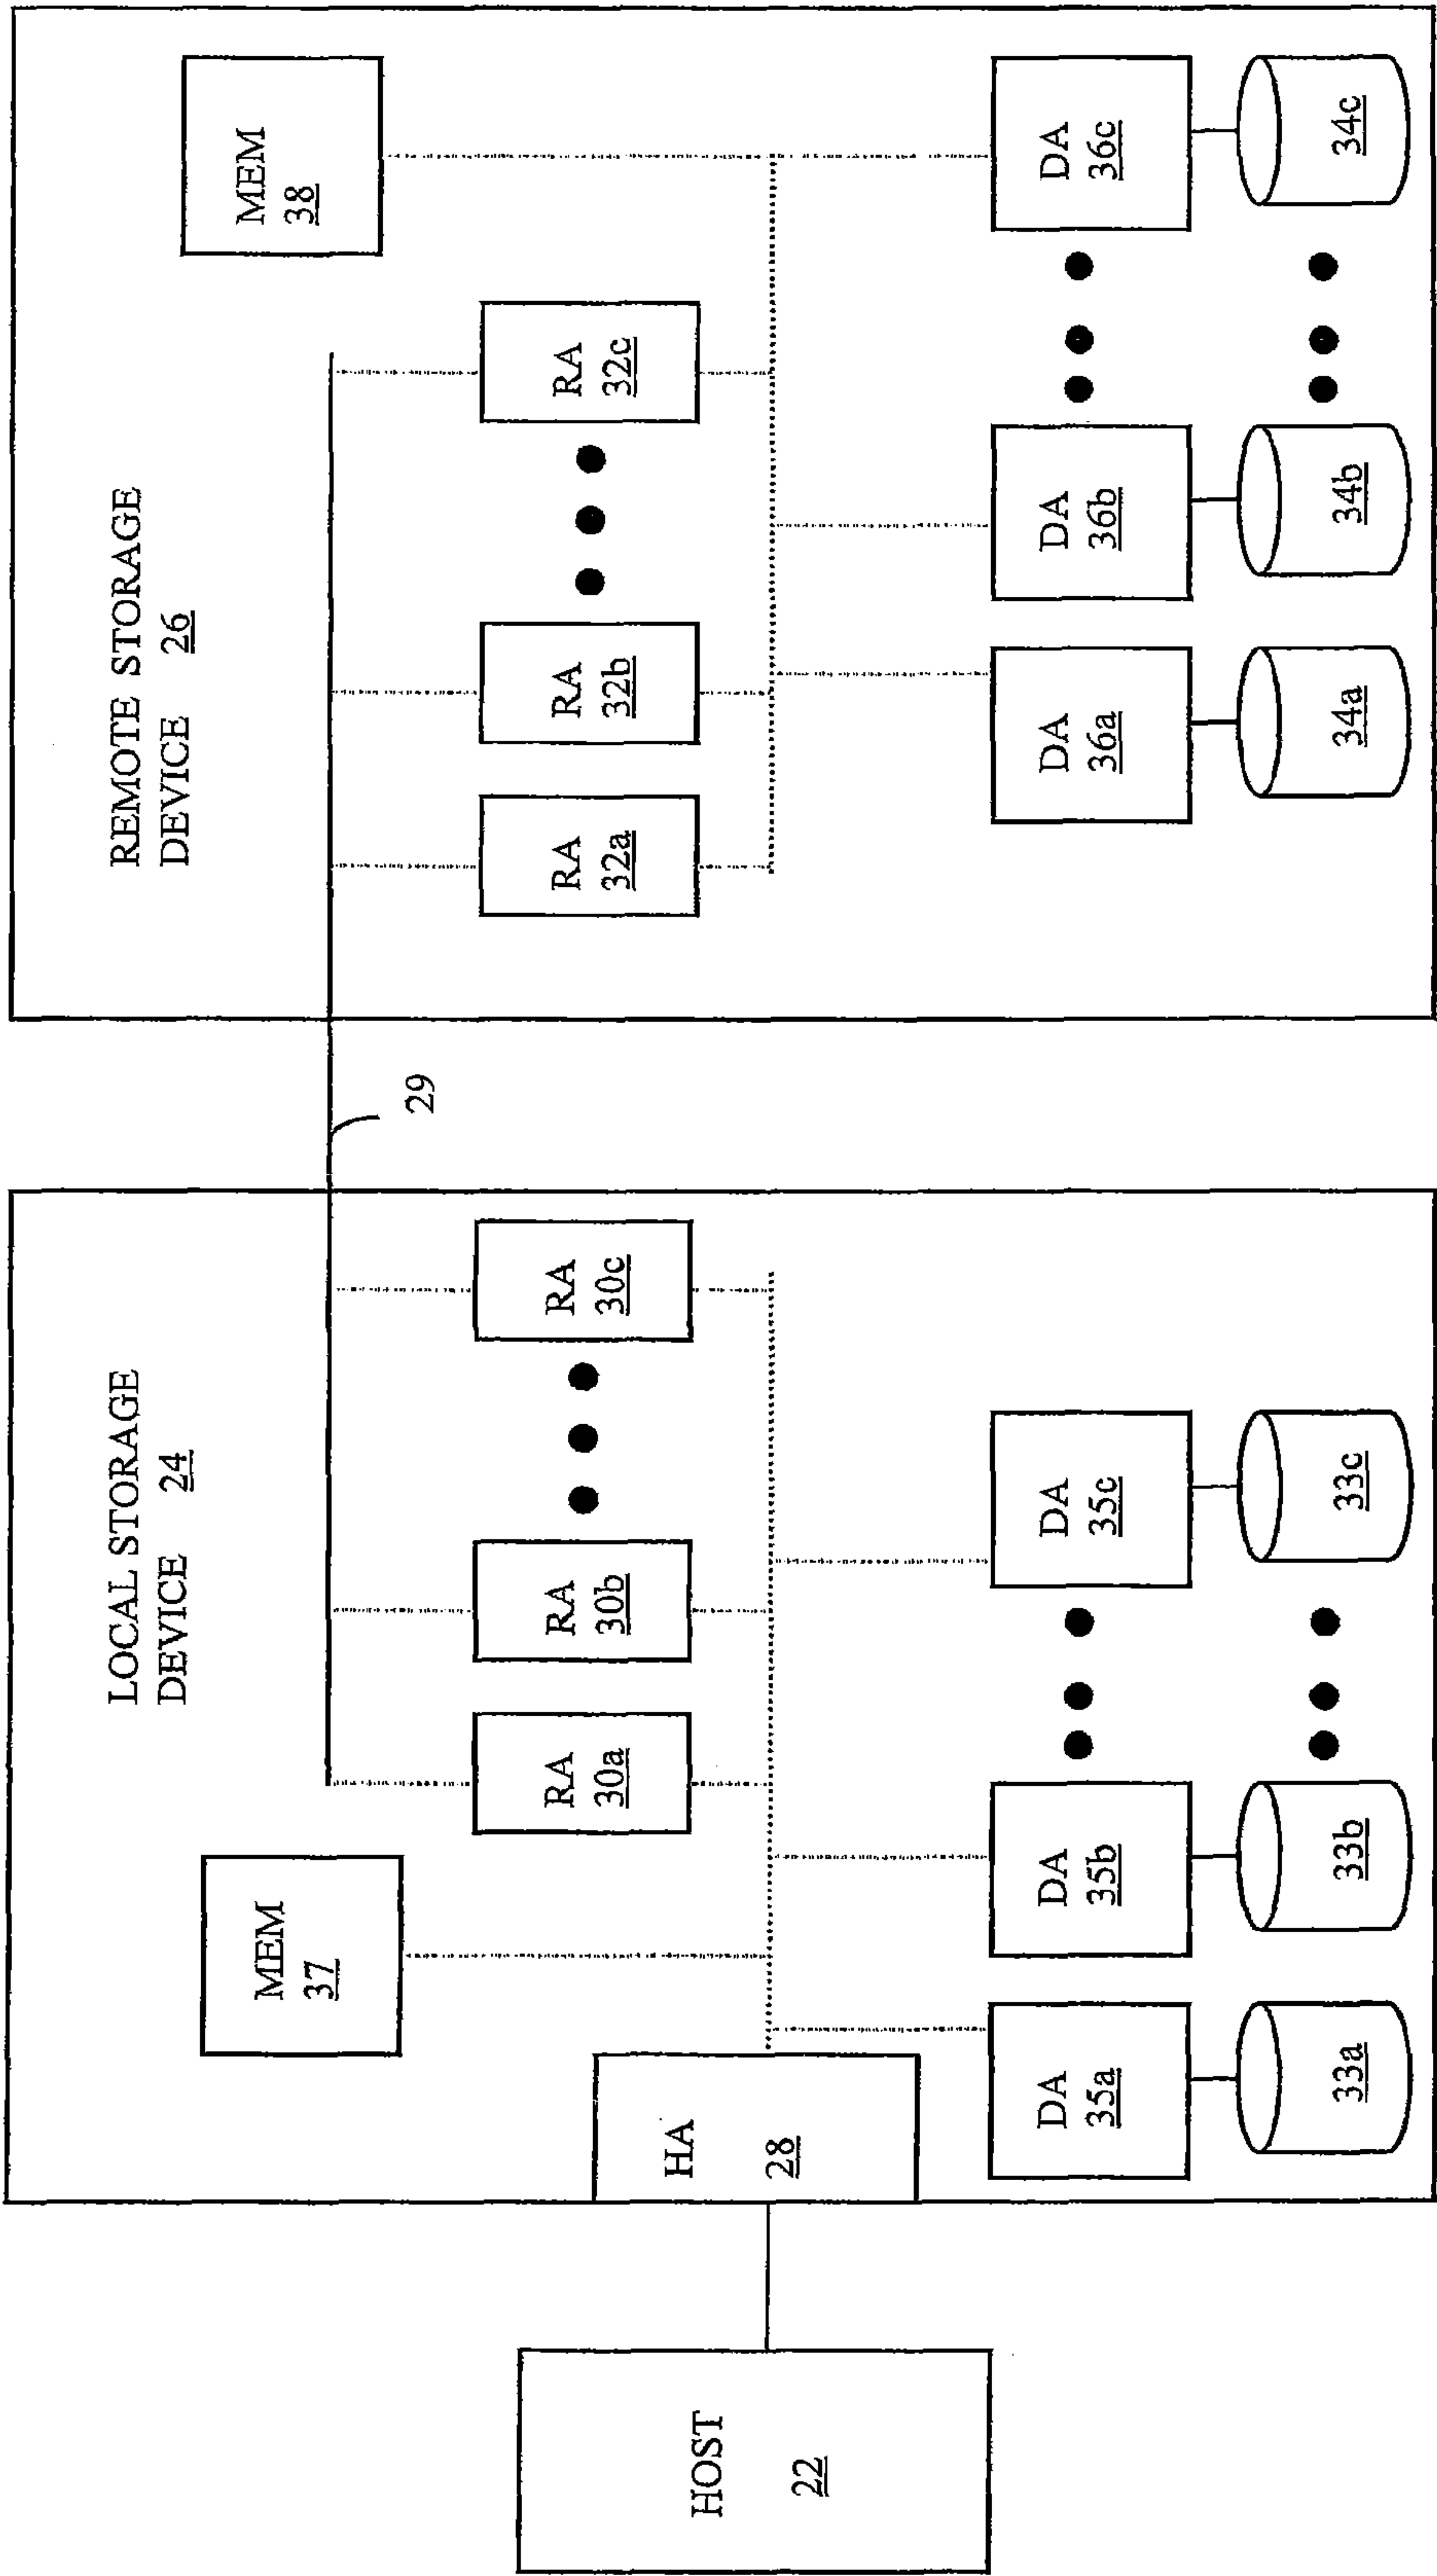 HOST
22
LOCAL STORAGE
DEVICE 24
MEM
37
HA
28
RA
30a
RA
30b
RA
30c
DA
35a
DA
35b
DA
35c
33a
33b
33c
29
REMOTE STORAGE
DEVICE 26
MEM
38
RA
32a
RA
32b
RA
32c
DA
36a
DA
36b
DA
36c
34a
34b
34c